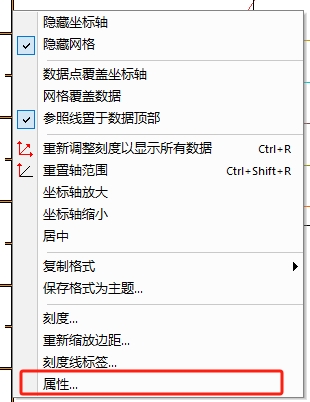 隐藏坐标轴
隐藏网格
数据点覆盖坐标轴
网格覆盖数据
参照线置于数据顶部
重新调整刻度以显示所有数据 Ctrl+R
重置轴范围 Ctrl+Shift+R
坐标轴放大
坐标轴缩小
居中
复制格式
保存格式为主题...
刻度...
重新缩放边距...
刻度线标签...
属性...